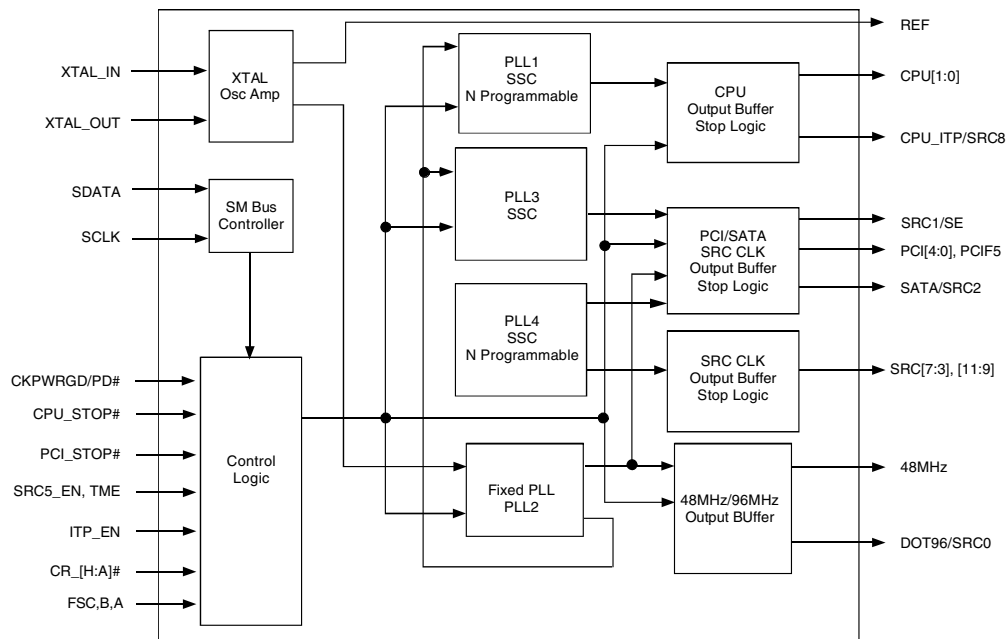 REF
XTAL_IN
XTAL_OUT
XTAL
Osc Amp
PLL1
SSC
N Programmable
CPU
Output Buffer
Stop Logic
CPU[1:0]
CPU_ITP/SRC8
SDATA
SCLK
SM Bus
Controller
PLL3
SSC
PCI/SATA
SRC CLK
Output Buffer
Stop Logic
SRC1/SE
PCI[4:0], PCIF5
SATA/SRC2
PLL4
SSC
N Programmable
SRC CLK
Output Buffer
Stop Logic
SRC[7:3], [11:9]
CKPWRGD/PD#
CPU_STOP#
PCI_STOP#
SRC5_EN, TME
ITP_EN
CR_[H:A]#
FSC,B,A
Control
Logic
Fixed PLL
PLL2
48MHz/96MHz
Output BUffer
48MHz
DOT96/SRC0